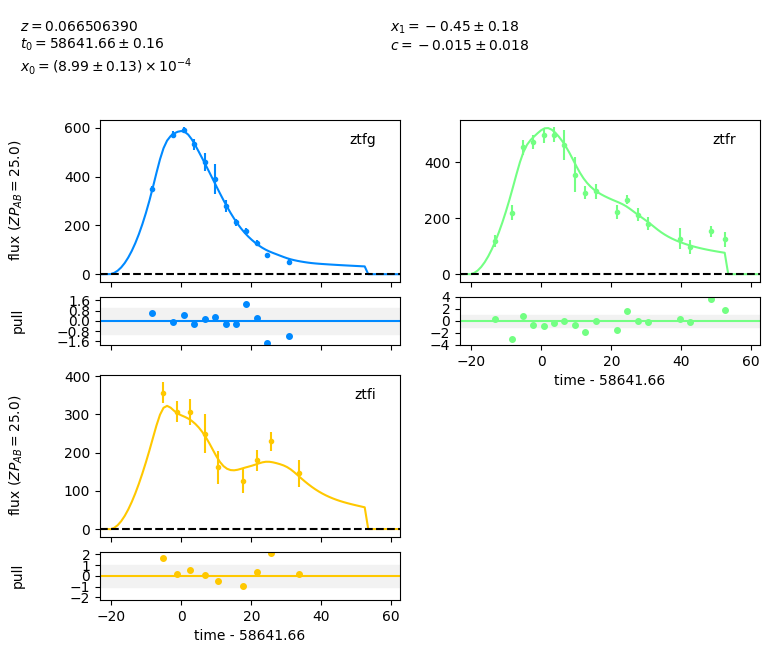 z = 0.066506390
t₀ = 58641.66 ± 0.16
x₀ = (8.99 ± 0.13) × 10⁻⁴
x₁ = −0.45 ± 0.18
c = −0.015 ± 0.018
flux (ZP_AB = 25.0)
600
400
200
0
ztfg
400
200
0
ztfr
pull
1.6
0.8
0.0
−0.8
−1.6
4
2
0
−2
−4
−20 0 20 40 60
time - 58641.66
flux (ZP_AB = 25.0)
400
300
200
100
0
ztfi
pull
2
1
0
−1
−2
−20 0 20 40 60
time - 58641.66